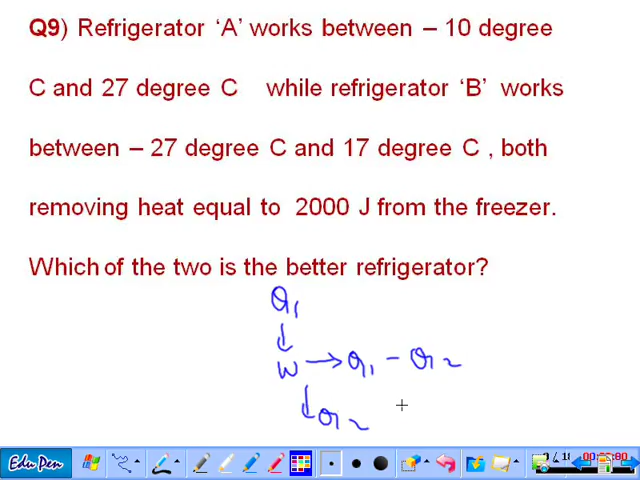 Q9) Refrigerator ‘A’ works between – 10 degree
C and 27 degree C while refrigerator ‘B’ works
between – 27 degree C and 17 degree C , both
removing heat equal to 2000 J from the freezer.
Which of the two is the better refrigerator?
Q1
↓
W → Q1 - Q2
↓ Q2
Edu Pen